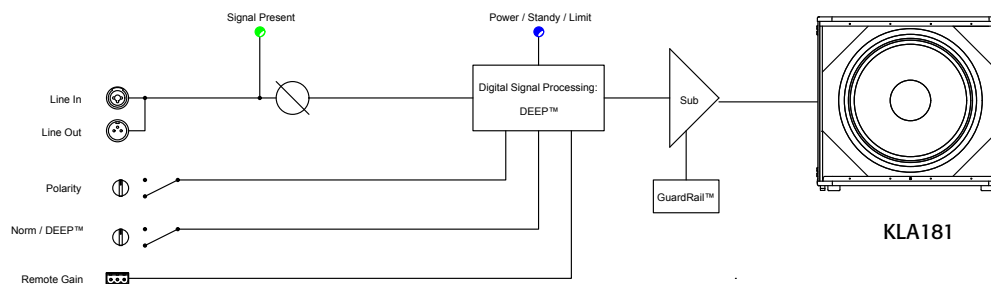 Signal Present
Power / Standy / Limit
Line In
Digital Signal Processing:
DEEP™
Sub
Line Out
Polarity
GuardRail™
Norm / DEEP™
KLA181
Remote Gain